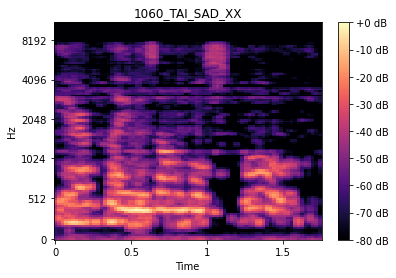 1060_TAI_SAD_XX
8192
4096
2048
1024
512
0
Hz
0
0.5
1
1.5
Time
+0 dB
-10 dB
-20 dB
-30 dB
-40 dB
-50 dB
-60 dB
-70 dB
-80 dB